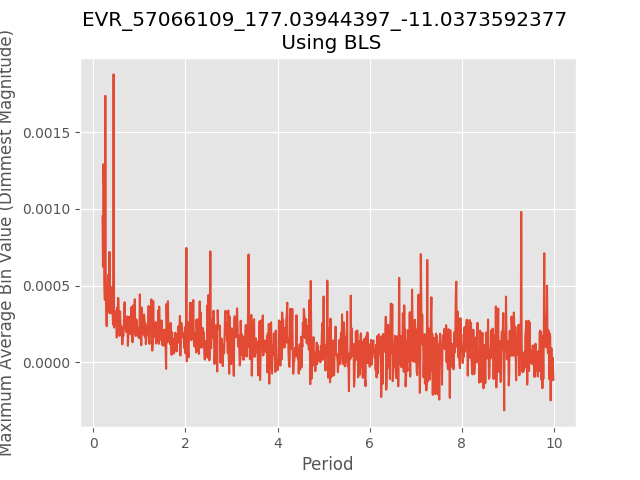 EVR_57066109_177.03944397_-11.0373592377
Using BLS
Maximum Average Bin Value (Dimmest Magnitude)
0.0015
0.0010
0.0005
0.0000
0
2
4
6
8
10
Period